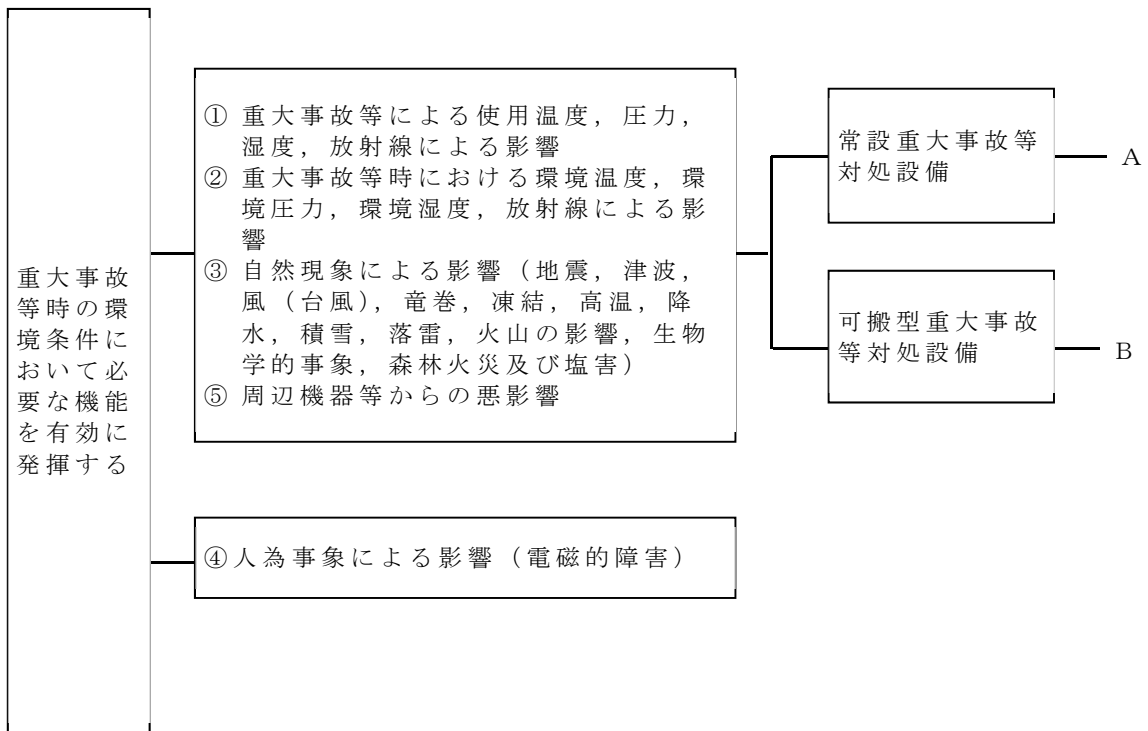 重大事故
等時の環
境条件に
おいて必
要な機能
を有効に
発揮する
① 重大事故等による使用温度，圧力，
湿度，放射線による影響
② 重大事故等時における環境温度，環
境圧力，環境湿度，放射線による影
響
③ 自然現象による影響（地震，津波，
風（台風），竜巻，凍結，高温，降
水，積雪，落雷，火山の影響，生物
学的事象，森林火災及び塩害）
⑤ 周辺機器等からの悪影響
④人為事象による影響（電磁的障害）
常設重大事故等
対処設備
A
可搬型重大事故
等対処設備
B